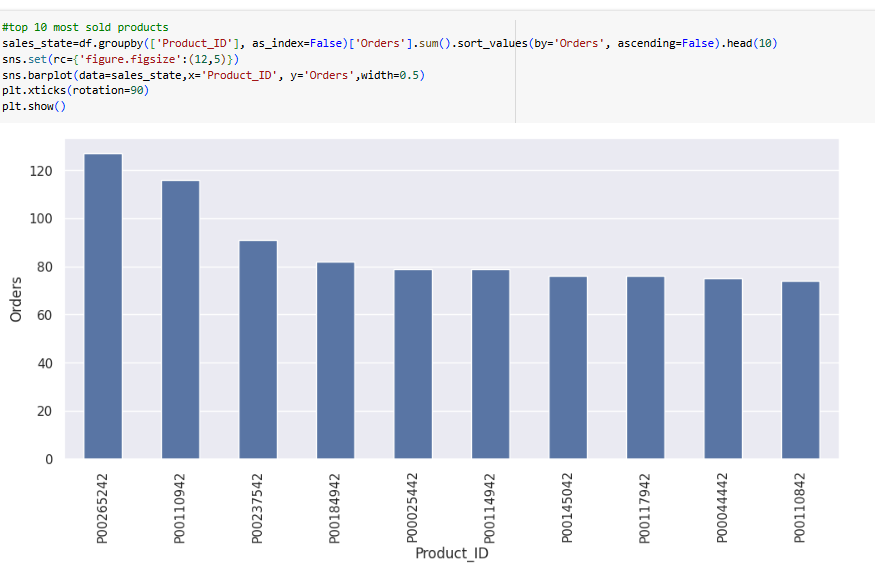 #top 10 most sold products
sales_state=df.groupby(['Product_ID'], as_index=False)['Orders'].sum().sort_values(by='Orders', ascending=False).head(10)
sns.set(rc={'figure.figsize':(12,5)})
sns.barplot(data=sales_state,x='Product_ID', y='Orders',width=0.5)
plt.xticks(rotation=90)
plt.show()
120
100
80
60
40
20
0
Orders
P00265242
P00110942
P00237542
P00184942
P00025442
P00114942
P00145042
P00117942
P00044442
P00110842
Product_ID